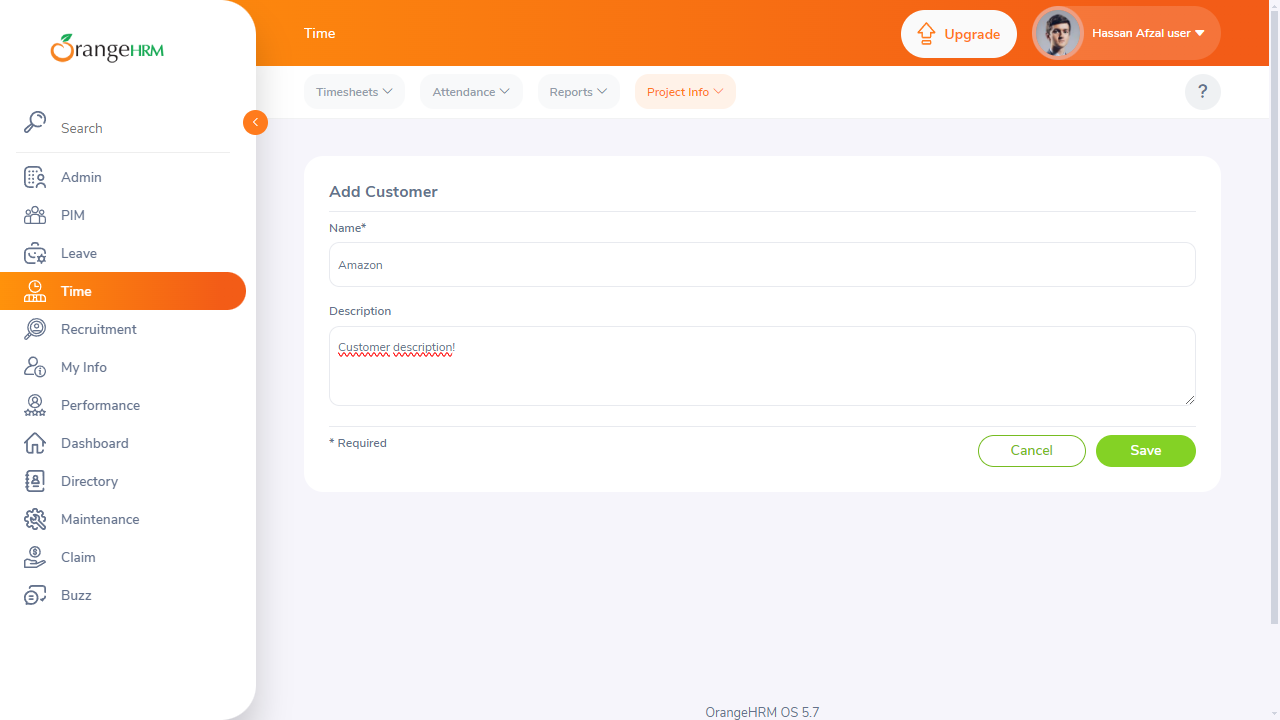 OrangeHRM
Time
Upgrade
Hassan Afzal user
Timesheets
Attendance
Reports
Project Info
?
Search
Admin
PIM
Leave
Time
Recruitment
My Info
Performance
Dashboard
Directory
Maintenance
Claim
Buzz
Add Customer
Name*
Amazon
Description
Customer description!
* Required
Cancel
Save
OrangeHRM OS 5.7